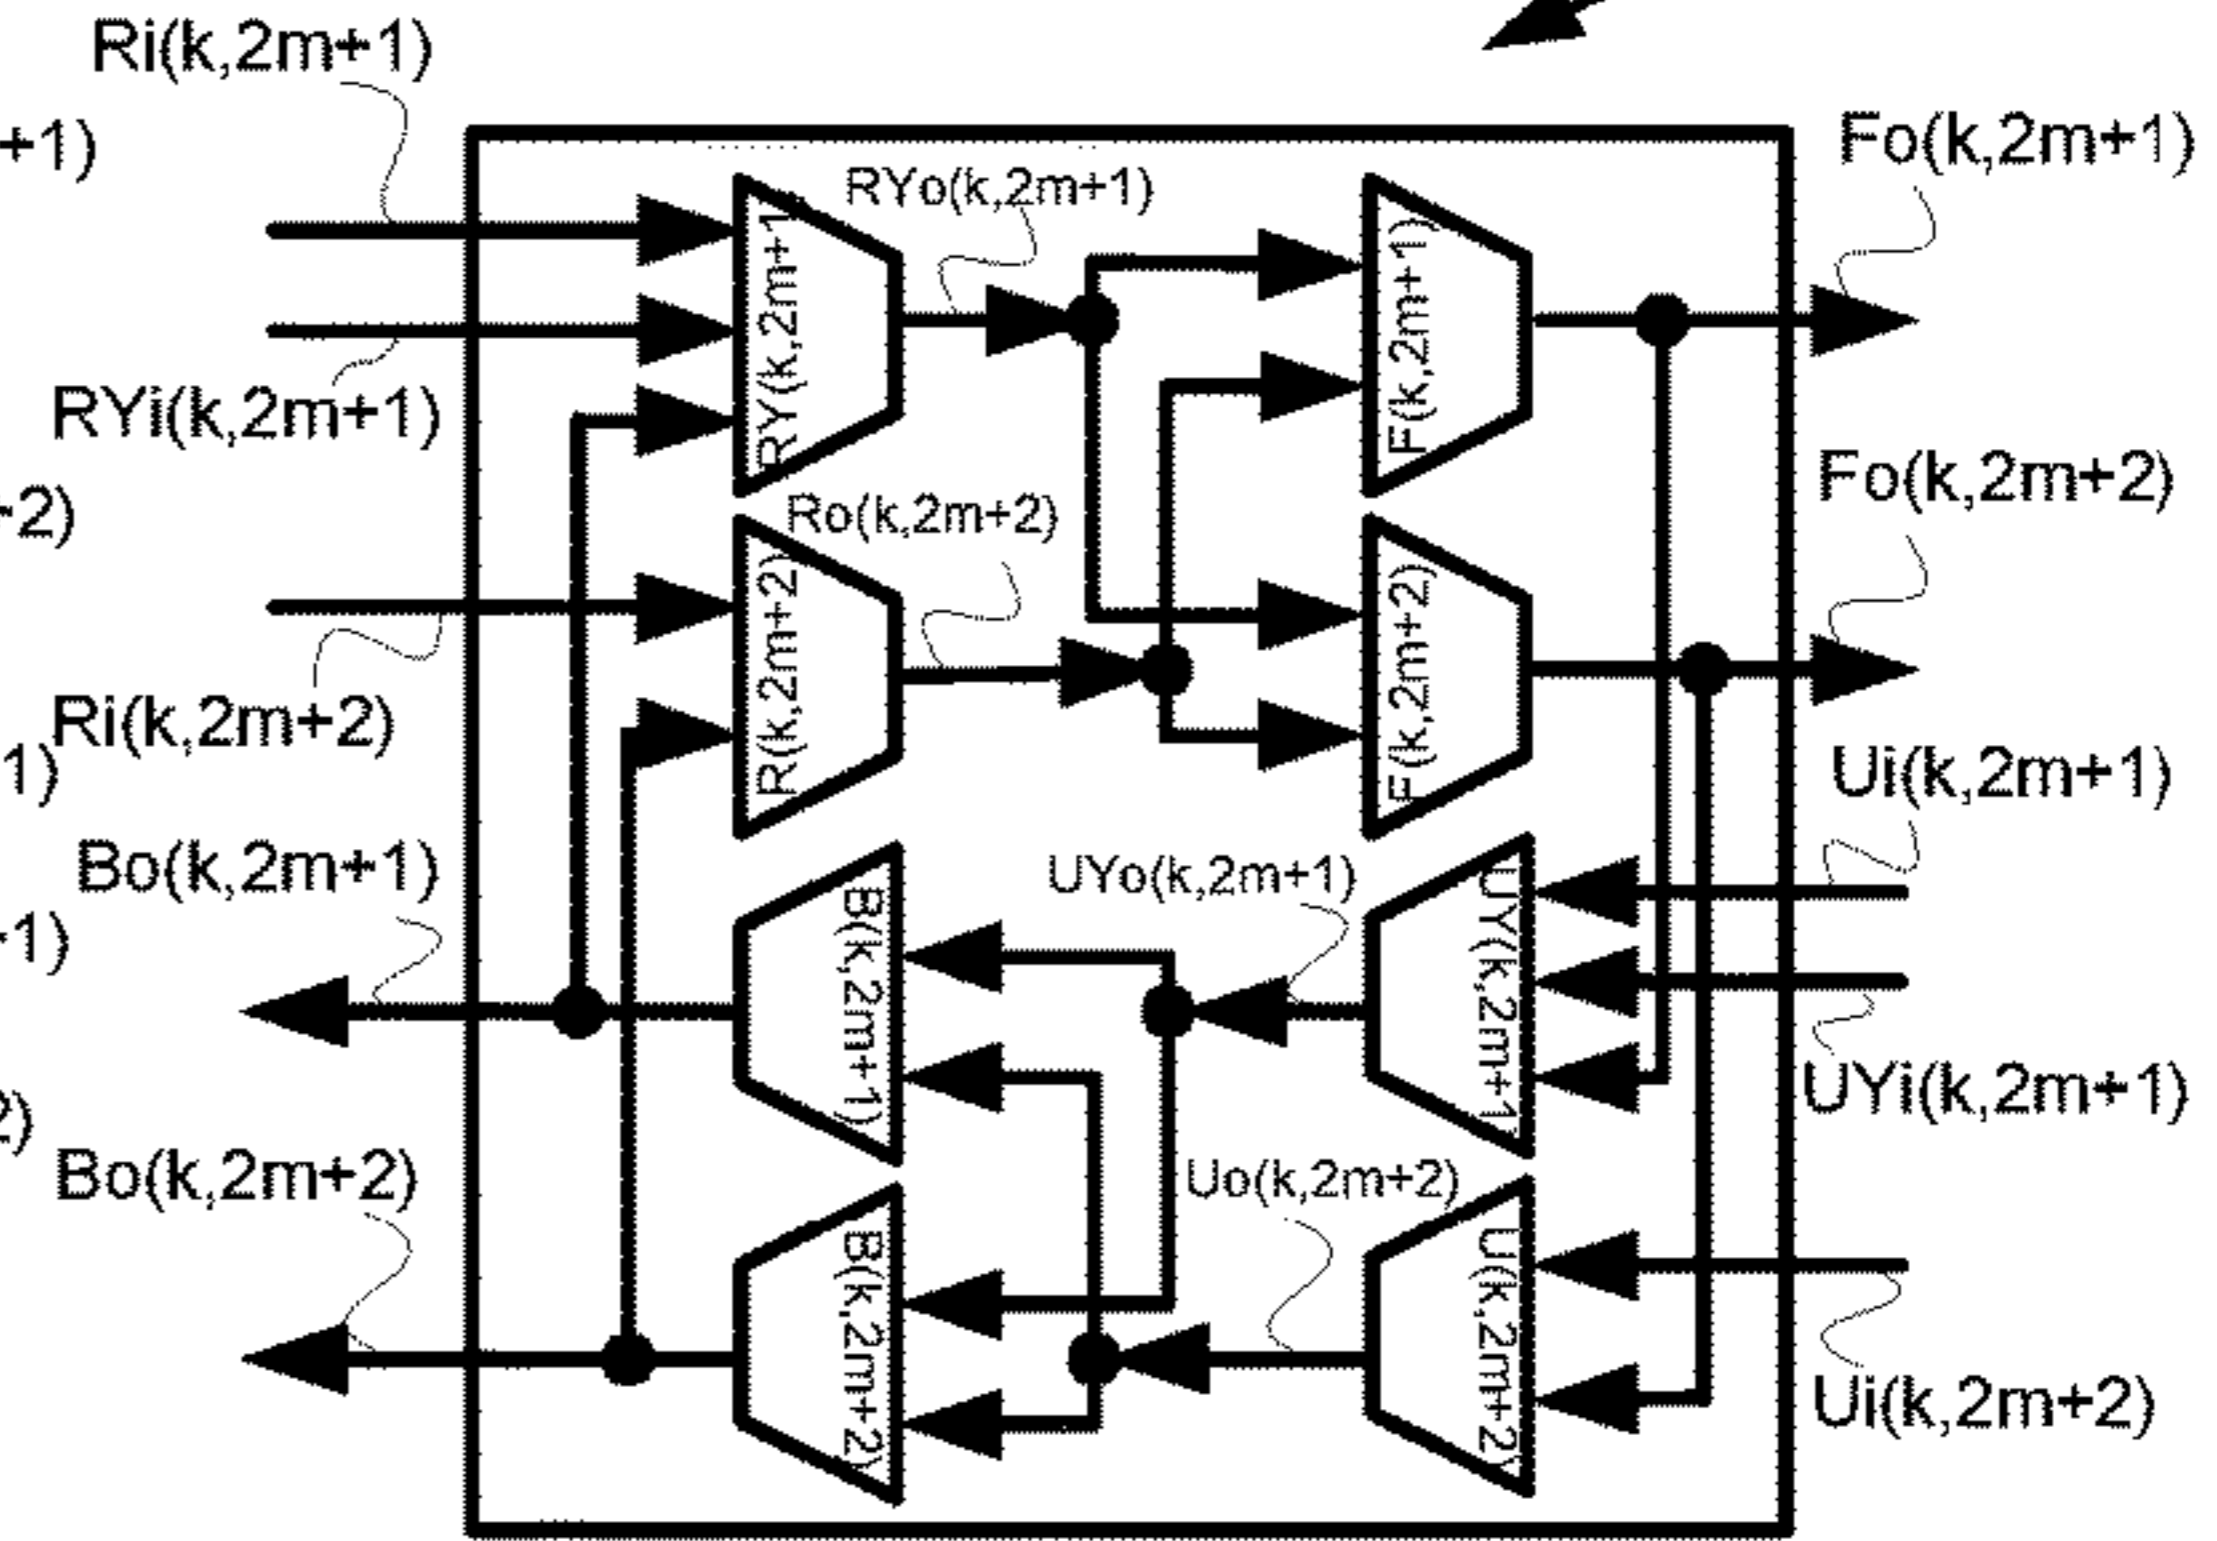 Ri(k,2m+1)
+1)
Fo(k,2m+1)
RYo(k,2m+1)
RY(k,2m+1)
F(k,2m+1)
RYi(k,2m+1)
Fo(k,2m+2)
+2)
Ro(k,2m+2)
R(k,2m+2)
F(k,2m+2)
Ri(k,2m+2)
1)
Ui(k,2m+1)
Bo(k,2m+1)
UYo(k,2m+1)
B(k,2m+1)
UY(k,2m+1)
+1)
UYi(k,2m+1)
2)
Bo(k,2m+2)
Uo(k,2m+2)
B(k,2m+2)
U(k,2m+2)
Ui(k,2m+2)